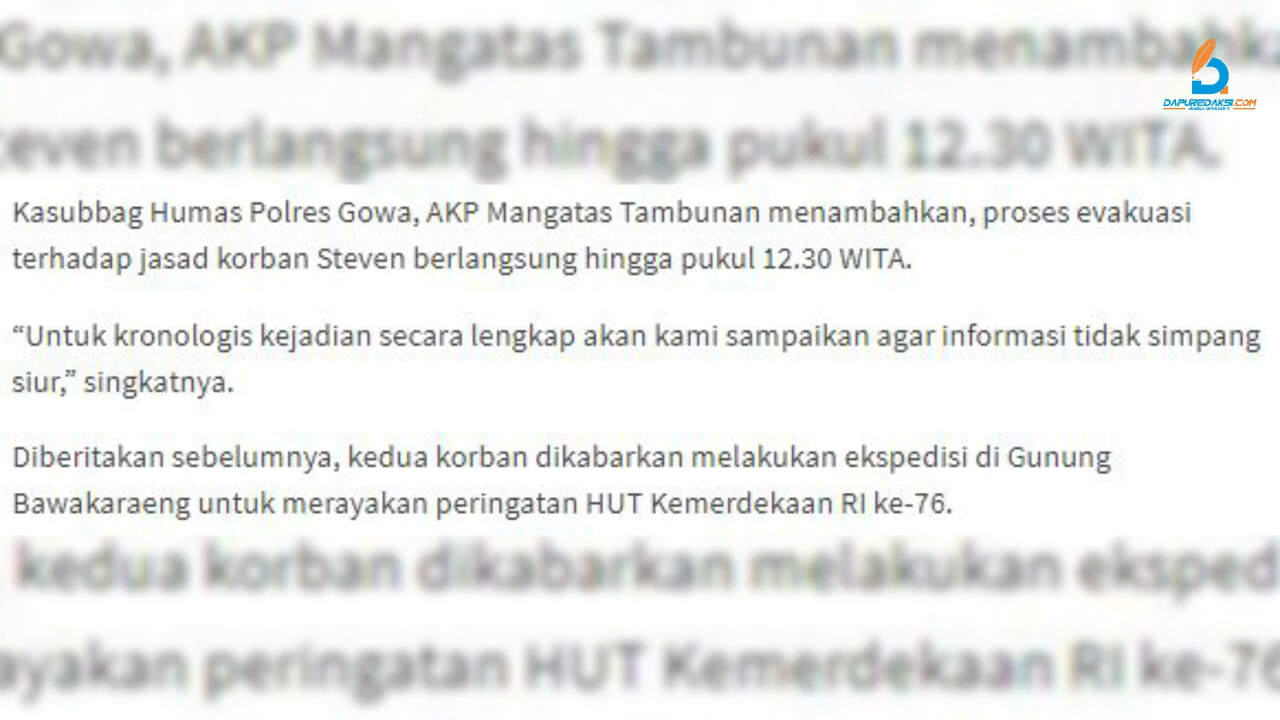 Gowa, AKP Mangatas Tambunan menambahka
DAPUREDAKSI.COM
teven berlangsung hingga pukul 12.30 WITA.
Kasubbag Humas Polres Gowa, AKP Mangatas Tambunan menambahkan, proses evakuasi
terhadap jasad korban Steven berlangsung hingga pukul 12.30 WITA.
“Untuk kronologis kejadian secara lengkap akan kami sampaikan agar informasi tidak simpang
siur,” singkatnya.
Diberitakan sebelumnya, kedua korban dikabarkan melakukan ekspedisi di Gunung
Bawakaraeng untuk merayakan peringatan HUT Kemerdekaan RI ke-76.
kedua korban dikabarkan melakukan eksped
ayakan peringatan HUT Kemerdekaan RI ke-76